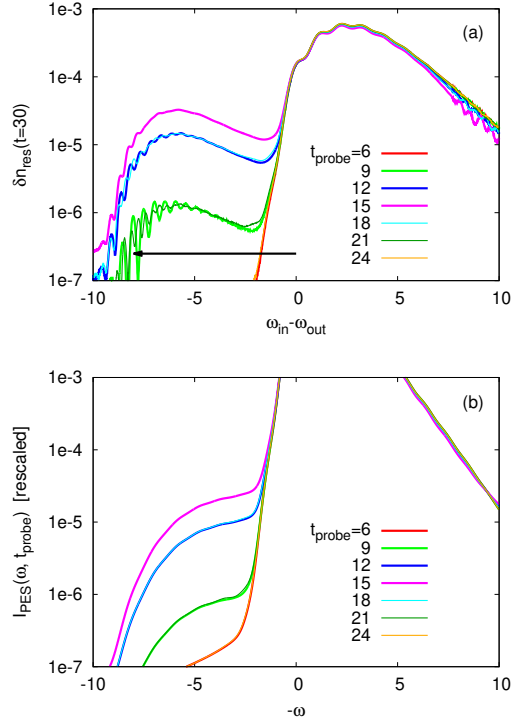 1e-3
(a)
1e-4
1e-5
1e-6
1e-7
δn_res(t=30)
t_probe=6
9
12
15
18
21
24
-10
-5
0
5
10
ω_in-ω_out
1e-3
(b)
1e-4
1e-5
1e-6
1e-7
I_PES(ω, t_probe) [rescaled]
t_probe=6
9
12
15
18
21
24
-10
-5
0
5
10
-ω